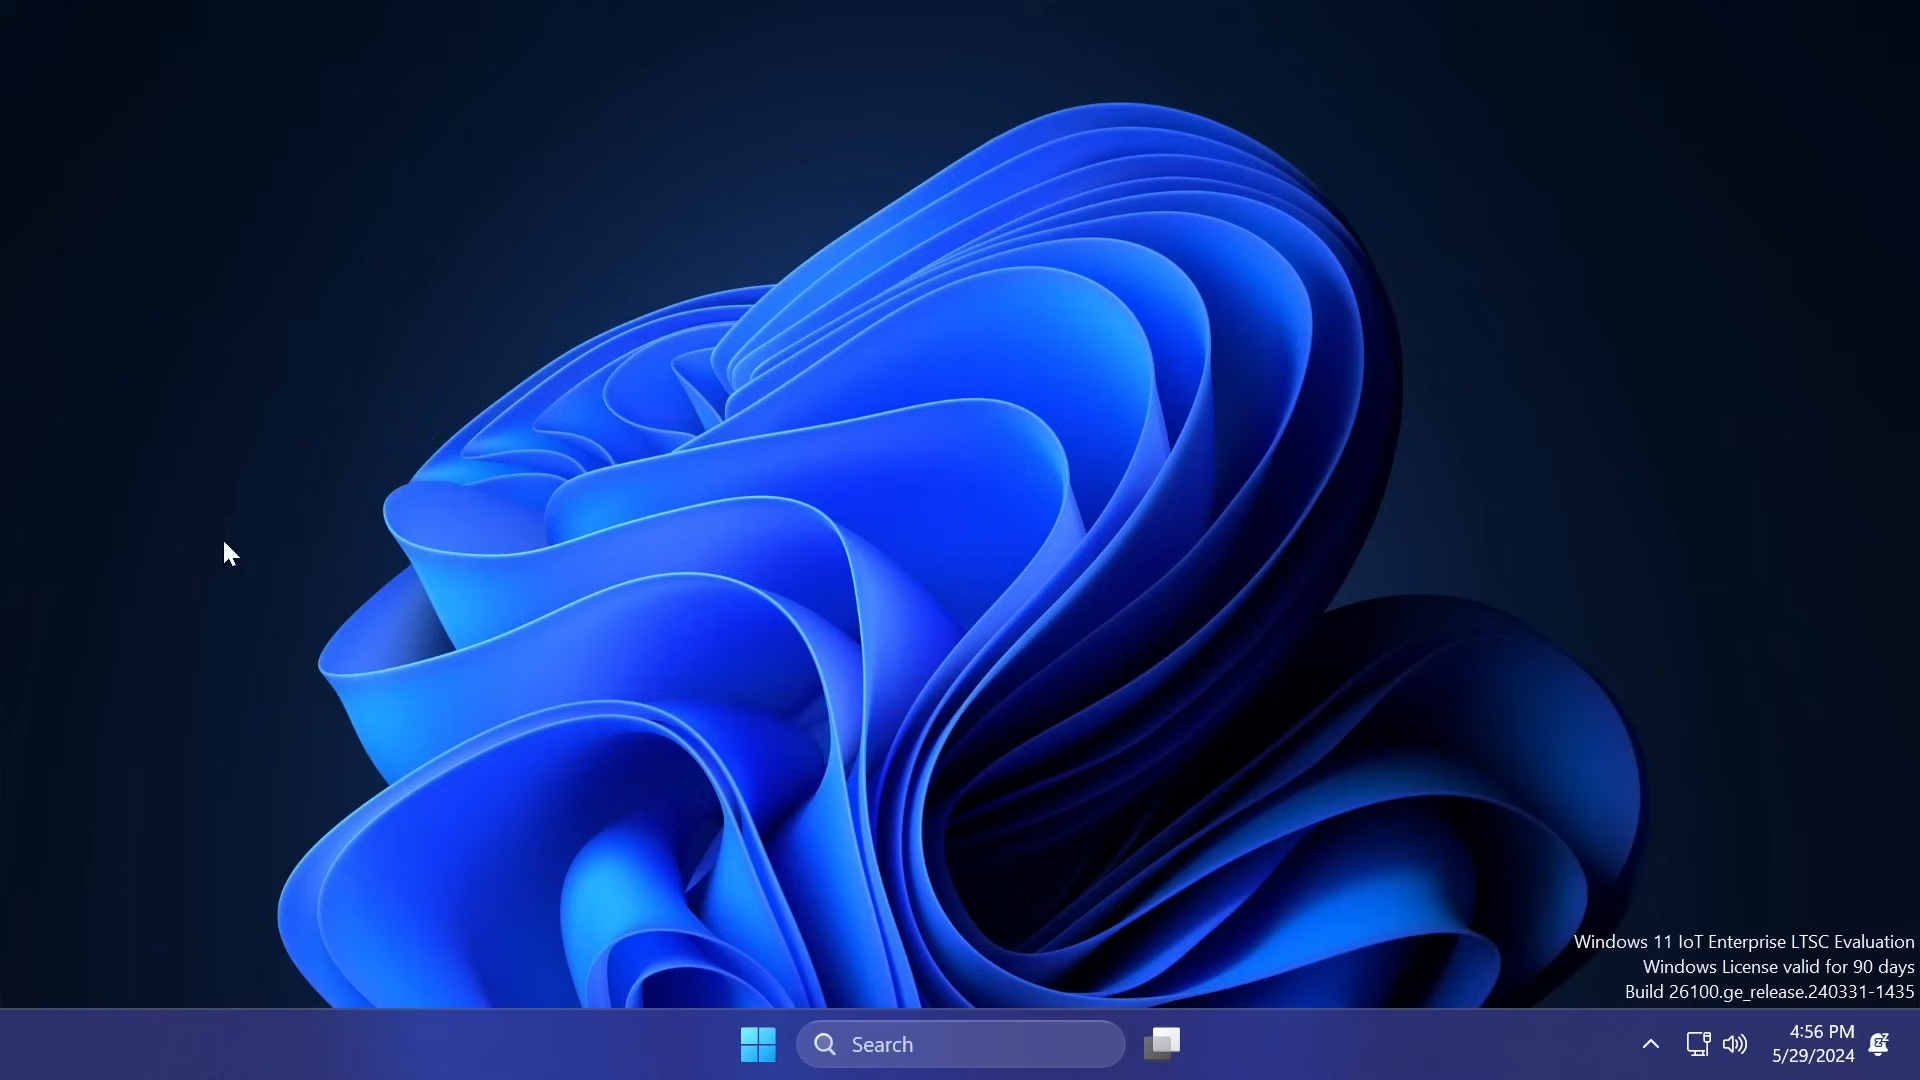 Windows 11 IoT Enterprise LTSC Evaluation
Windows License valid for 90 days
Build 26100.ge_release.240331-1435
Search
4:56 PM
5/29/2024